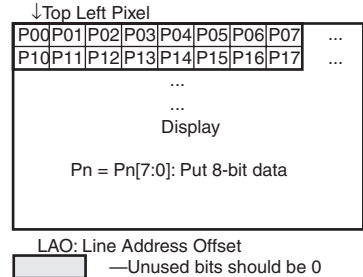 ↓Top Left Pixel
P00 P01 P02 P03 P04 P05 P06 P07 ...
P10 P11 P12 P13 P14 P15 P16 P17 ...
...
...
Display
Pn = Pn[7:0]: Put 8-bit data
LAO: Line Address Offset
—Unused bits should be 0